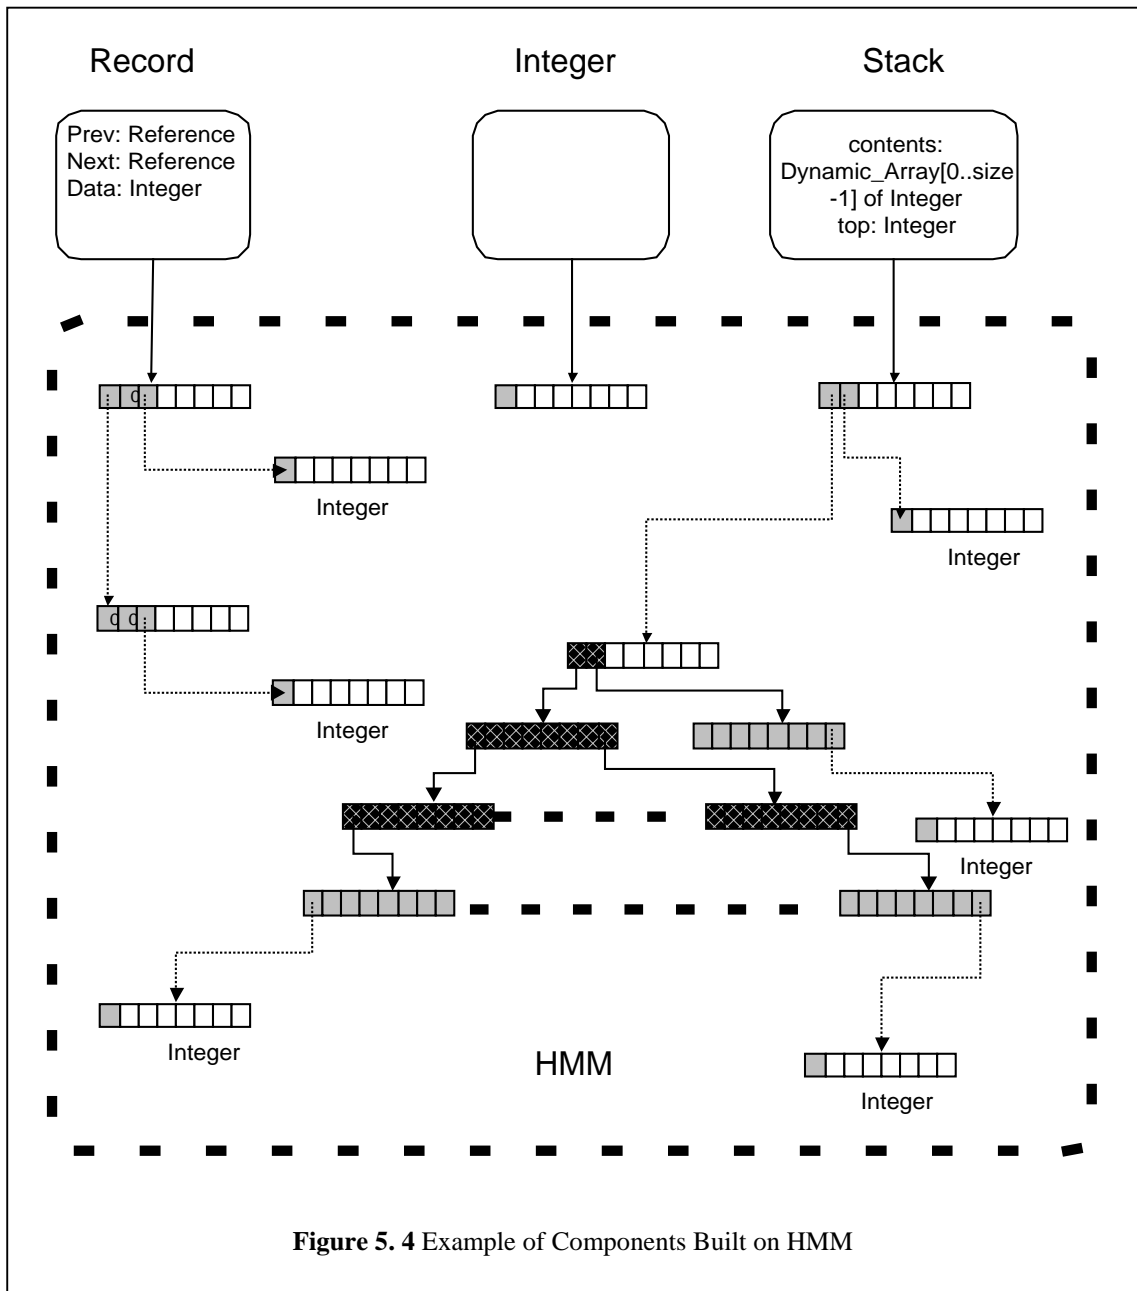 Record
Integer
Stack
Prev: Reference
Next: Reference
Data: Integer
contents:
Dynamic_Array[0..size
-1] of Integer
top: Integer
0
Integer
Integer
0 0
Integer
Integer
Integer
Integer
HMM
Figure 5. 4 Example of Components Built on HMM